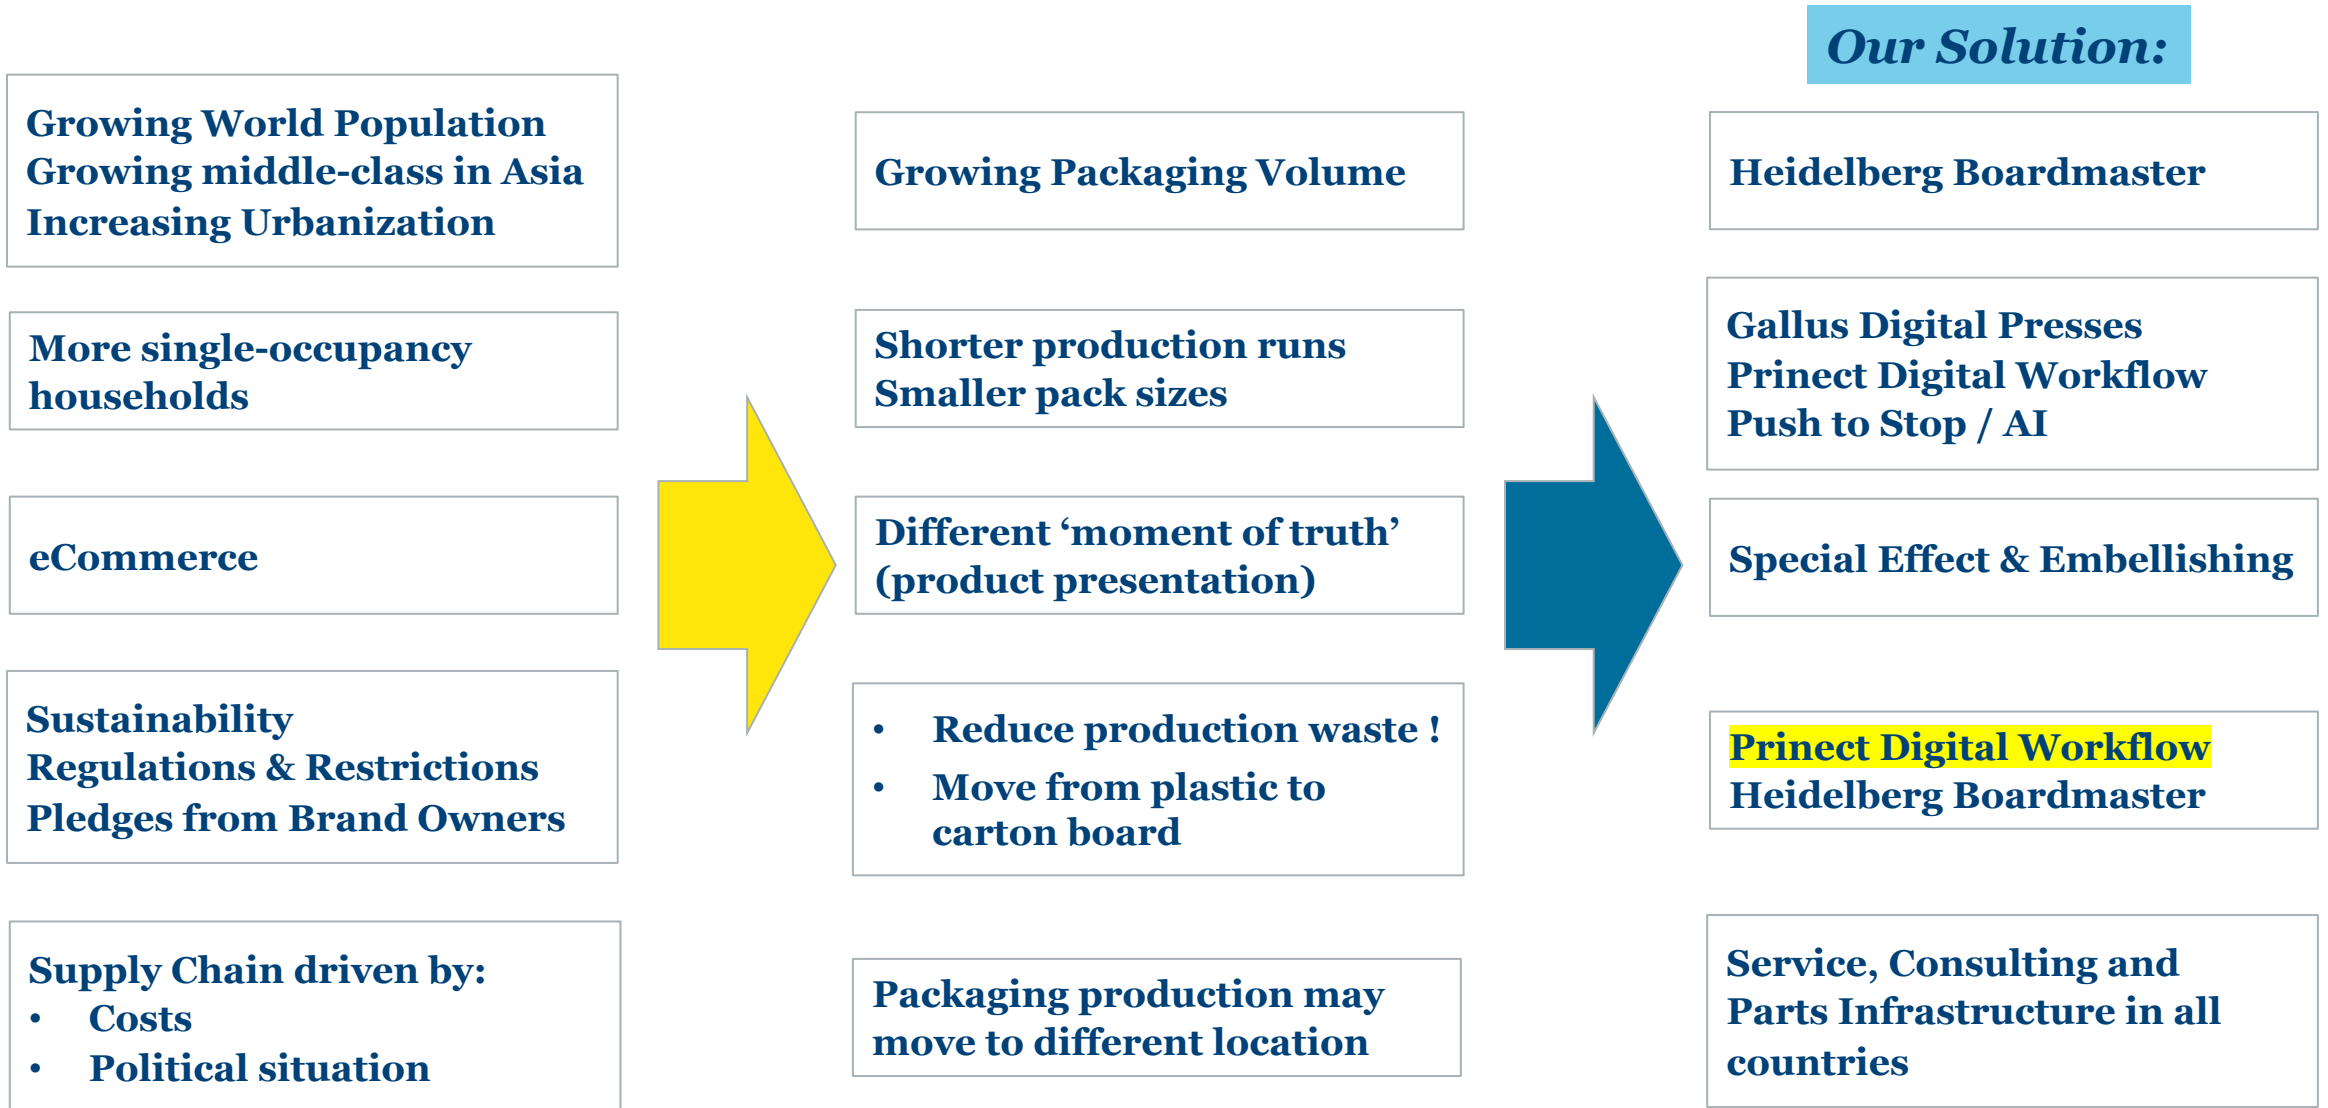 Our Solution:
Growing World Population
Growing middle-class in Asia
Increasing Urbanization
Growing Packaging Volume
Heidelberg Boardmaster
More single-occupancy
households
Shorter production runs
Smaller pack sizes
Gallus Digital Presses
Prinect Digital Workflow
Push to Stop / AI
eCommerce
Different ‘moment of truth’
(product presentation)
Special Effect & Embellishing
Sustainability
Regulations & Restrictions
Pledges from Brand Owners
• Reduce production waste !
• Move from plastic to
carton board
Prinect Digital Workflow
Heidelberg Boardmaster
Supply Chain driven by:
• Costs
• Political situation
Packaging production may
move to different location
Service, Consulting and
Parts Infrastructure in all
countries